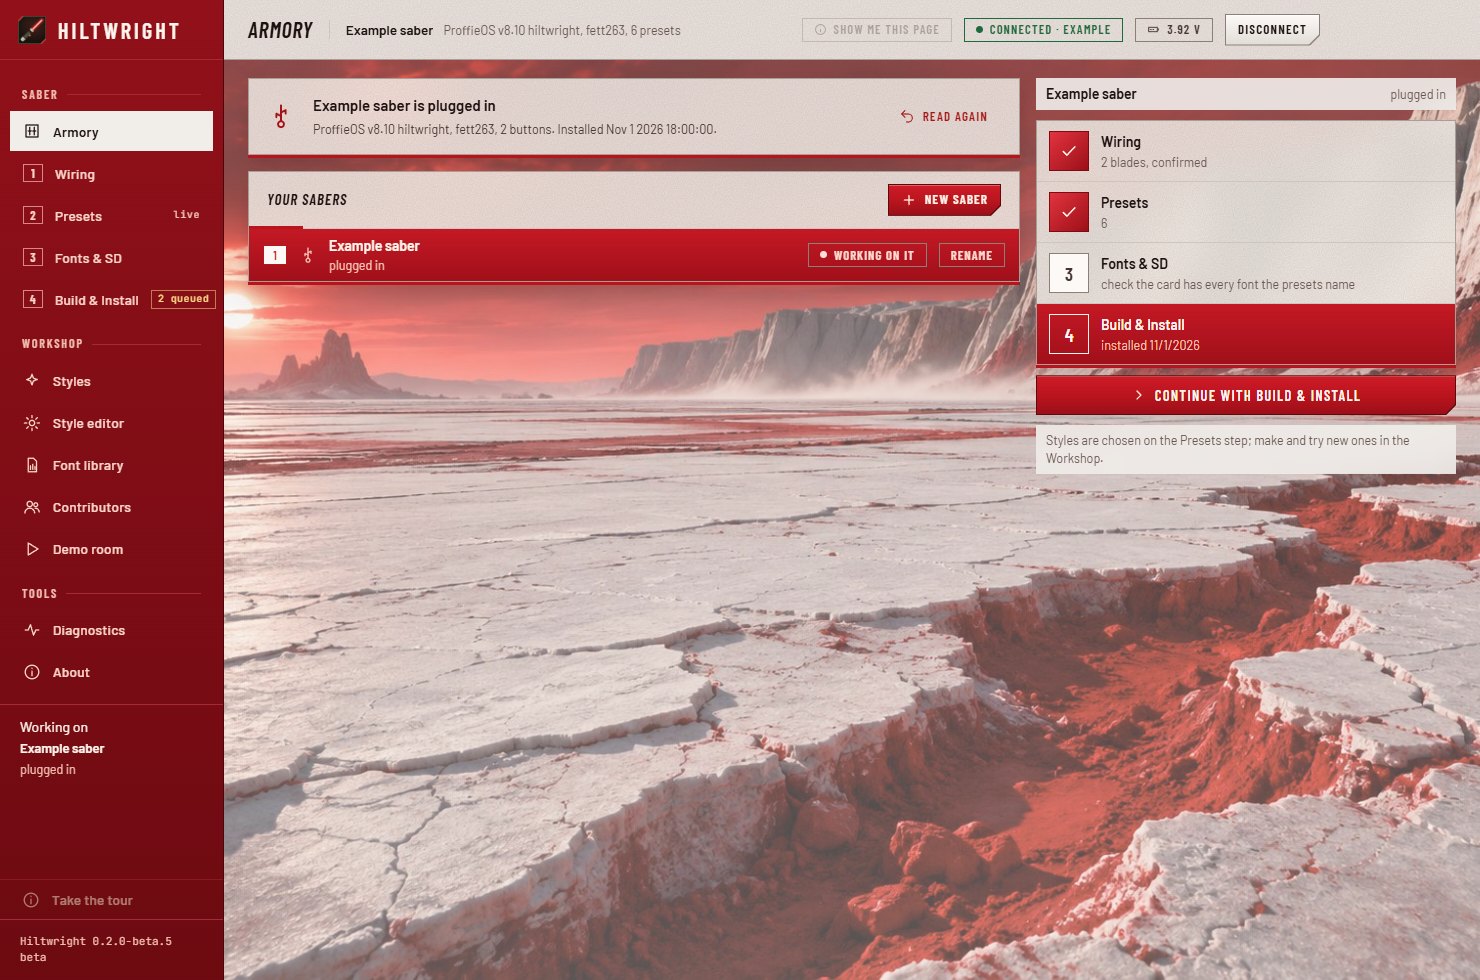 HILTWRIGHT
SABER
Armory
1 Wiring
2 Presets live
3 Fonts & SD
4 Build & Install 2 queued
WORKSHOP
Styles
Style editor
Font library
Contributors
Demo room
TOOLS
Diagnostics
About
Working on
Example saber
plugged in
Take the tour
Hiltwright 0.2.0-beta.5
beta
ARMORY Example saber ProffieOS v8.10 hiltwright, fett263, 6 presets SHOW ME THIS PAGE CONNECTED · EXAMPLE 3.92 V DISCONNECT
Example saber is plugged in
ProffieOS v8.10 hiltwright, fett263, 2 buttons. Installed Nov 1 2026 18:00:00.
READ AGAIN
YOUR SABERS NEW SABER
1 Example saber
plugged in
WORKING ON IT RENAME
Example saber plugged in
Wiring
2 blades, confirmed
Presets
6
3 Fonts & SD
check the card has every font the presets name
4 Build & Install
installed 11/1/2026
CONTINUE WITH BUILD & INSTALL
Styles are chosen on the Presets step; make and try new ones in the
Workshop.